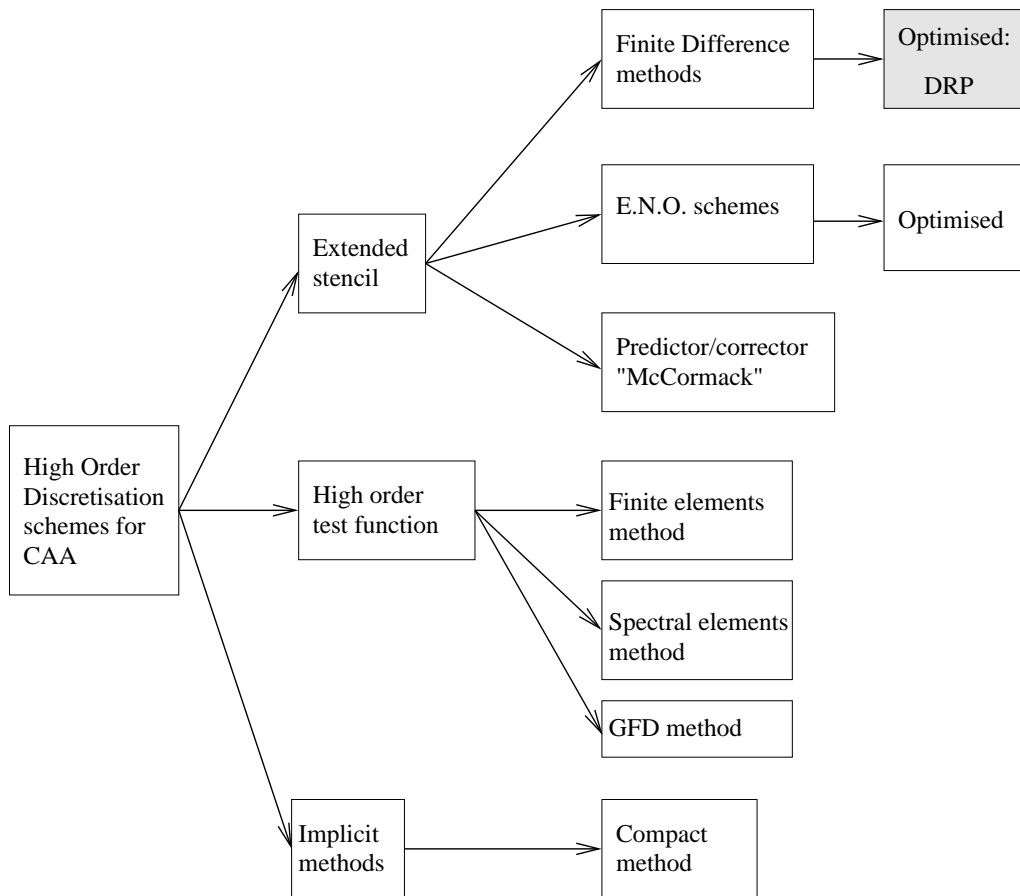 Finite Difference
methods
Optimised:
DRP
E.N.O. schemes
Optimised
Extended
stencil
Predictor/corrector
"McCormack"
High Order
Discretisation
schemes for
CAA
High order
test function
Finite elements
method
Spectral elements
method
GFD method
Implicit
methods
Compact
method